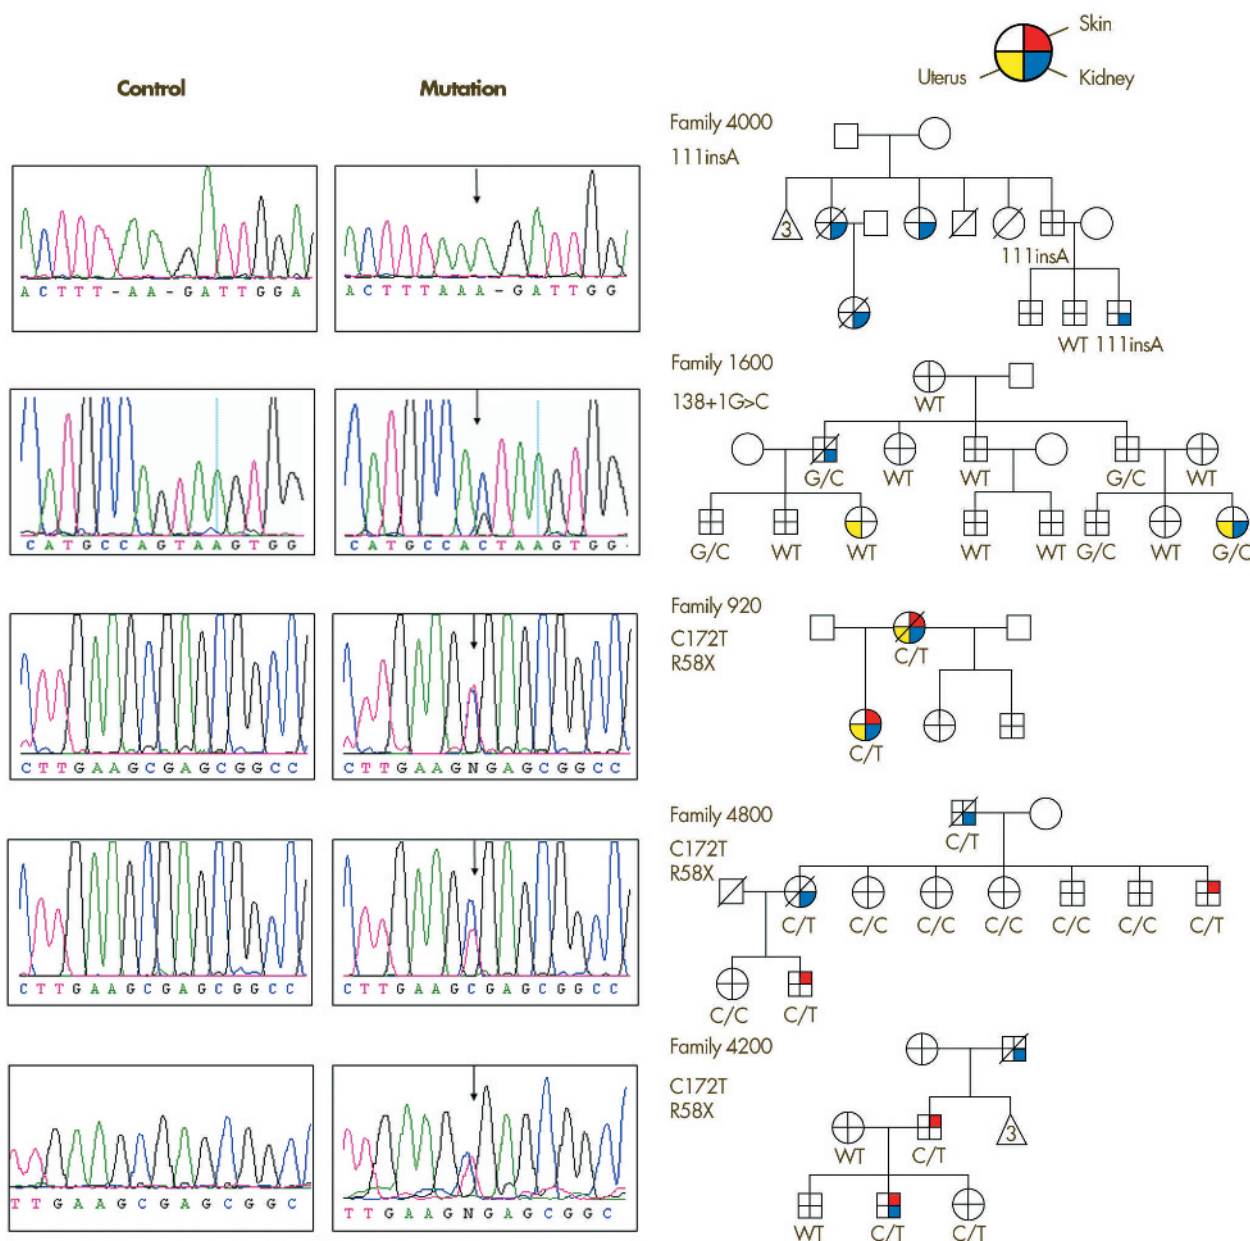 Control
Mutation
Skin
Uterus
Kidney
Family 4000
111insA
3
111insA
WT 111insA
A C T T T - A A - G A T T G G A
A C T T T A A A - G A T T G G
Family 1600
138+1G>C
WT
G/C WT WT G/C WT
G/C WT WT WT WT G/C WT G/C
C A T G C C A G T A A G T G G
C A T G C C A C T A A G T G G
Family 920
C172T
R58X
C/T
C/T
C T T G A A G C G A G C G G C C
C T T G A A G N G A G C G G C C
Family 4800
C172T
R58X
C/T
C/T C/C C/C C/C C/C C/C C/T
C/C C/T
C T T G A A G C G A G C G G C C
C T T G A A G C G A G C G G C C
Family 4200
C172T
R58X
3
WT C/T
WT C/T C/T
T T G A A G C G A G C G G C
T T G A A G N G A G C G G C